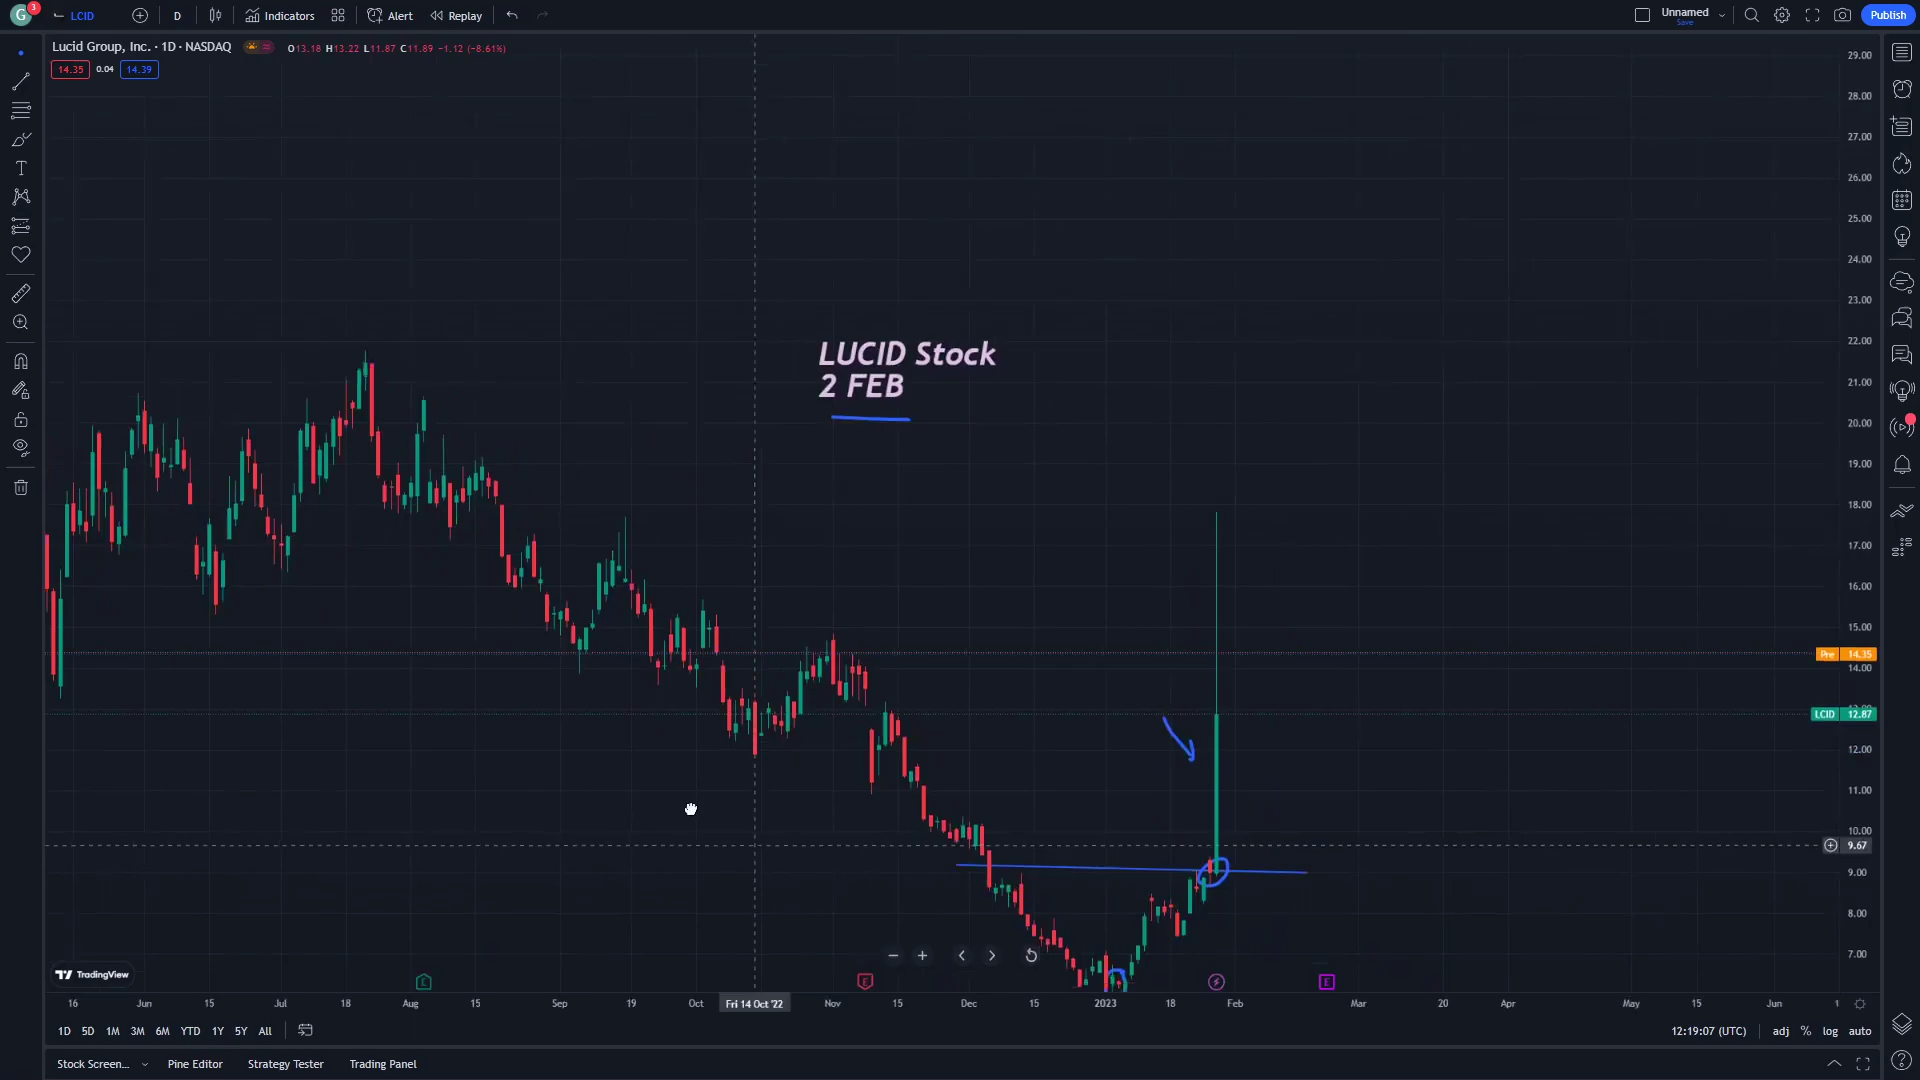 G 3 LCID D Indicators Alert Replay Unnamed Save Publish
Lucid Group, Inc. · 1D · NASDAQ O13.18 H13.22 L11.87 C11.89 −1.12 (−8.61%)
14.35 0.04 14.39
29.00
28.00
27.00
26.00
25.00
24.00
23.00
22.00
LUCID Stock
2 FEB
21.00
20.00
19.00
18.00
17.00
16.00
15.00
Pre 14.35
14.00
LCID 12.87
12.00
11.00
10.00
9.67
9.00
8.00
7.00
TradingView
E E E
16 Jun 15 Jul 18 Aug 15 Sep 19 Oct Fri 14 Oct '22 Nov 15 Dec 15 2023 18 Feb Mar 20 Apr May 15 Jun 1
1D 5D 1M 3M 6M YTD 1Y 5Y All 12:19:07 (UTC) adj % log auto
Stock Screen... Pine Editor Strategy Tester Trading Panel